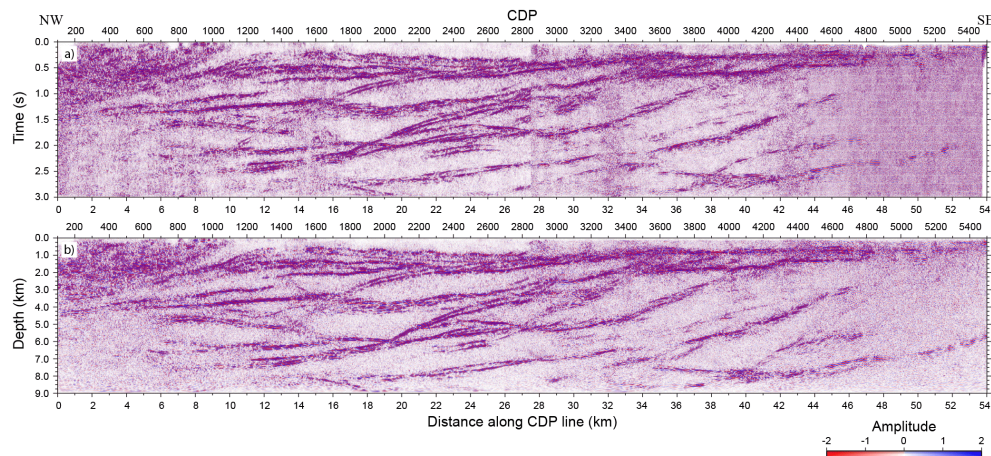 NW CDP SE
200 400 600 800 1000 1200 1400 1600 1800 2000 2200 2400 2600 2800 3000 3200 3400 3600 3800 4000 4200 4400 4600 4800 5000 5200 5400
a)
0.0
0.5
1.0
1.5
2.0
2.5
3.0
Time (s)
0 2 4 6 8 10 12 14 16 18 20 22 24 26 28 30 32 34 36 38 40 42 44 46 48 50 52 54
200 400 600 800 1000 1200 1400 1600 1800 2000 2200 2400 2600 2800 3000 3200 3400 3600 3800 4000 4200 4400 4600 4800 5000 5200 5400
b)
0.0
1.0
2.0
3.0
4.0
5.0
6.0
7.0
8.0
9.0
Depth (km)
0 2 4 6 8 10 12 14 16 18 20 22 24 26 28 30 32 34 36 38 40 42 44 46 48 50 52 54
Distance along CDP line (km)
Amplitude
-2 -1 0 1 2